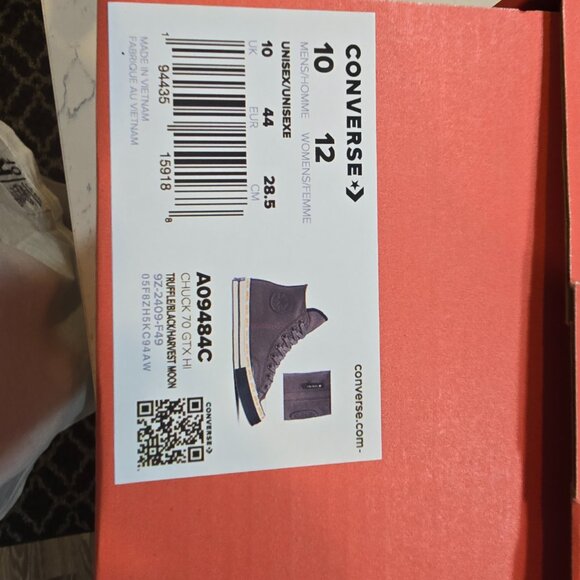 CONVERSE
MENS/HOMME WOMENS/FEMME
10 12
UNISEX/UNISEXE
UK EUR CM
10 44 28.5
1 94435 15918 8
MADE IN VIETNAM
FABRIQUE AU VIETNAM
converse.com
A09484C
CHUCK 70 GTX HI
TRUFFLE/BLACK/HARVEST MOON
9Z-2409-F49
05F8ZH5KC94AW
CONVERSE